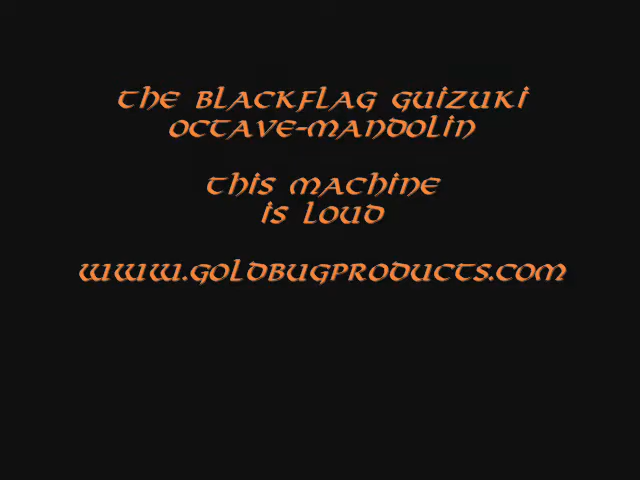 The Blackflag Guizuki
Octave-Mandolin
This Machine
is Loud
www.goldbugproducts.com